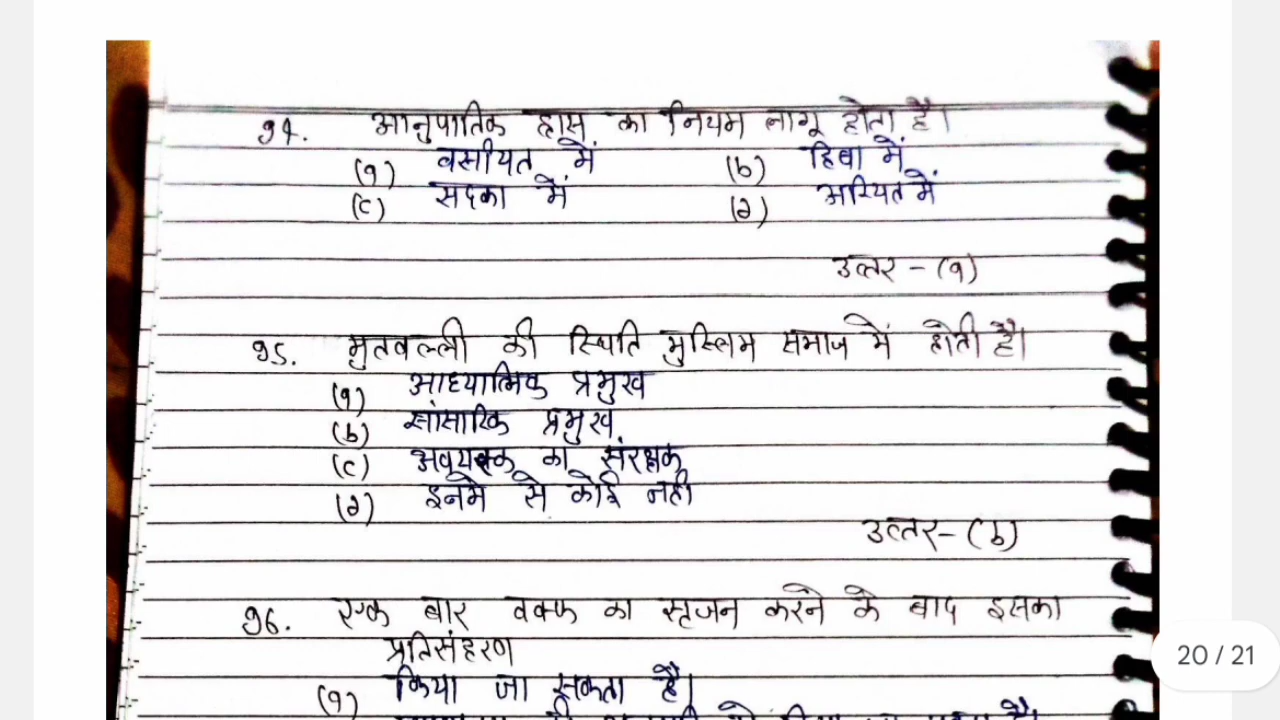 94. आनुपातिक ह्रास का नियम लागू होता है।
(a) वसीयत में (b) हिबा में
(c) सदका में (d) अरियत में
उत्तर - (a)
95. मुतवल्ली की स्थिति मुस्लिम समाज में होती है।
(a) आध्यात्मिक प्रमुख
(b) सांसारिक प्रमुख
(c) अवयस्क का संरक्षक
(d) इनमे से कोई नही
उत्तर - (b)
96. एक बार वक्फ का सृजन करने के बाद इसका
प्रतिसंहरण
(a) किया जा सकता है।
20 / 21